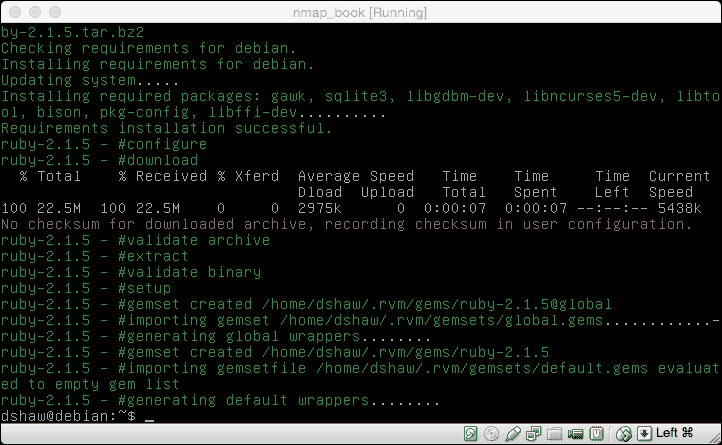 nmap_book [Running]
by-2.1.5.tar.bz2
Checking requirements for debian.
Installing requirements for debian.
Updating system.....
Installing required packages: gawk, sqlite3, libgdbm-dev, libncurses5-dev, libto
ol, bison, pkg-config, libffi-dev..........
Requirements installation successful.
ruby-2.1.5 - #configure
ruby-2.1.5 - #download
  % Total    % Received % Xferd  Average Speed   Time    Time     Time  Current
                                 Dload  Upload   Total   Spent    Left  Speed
100 22.5M  100 22.5M    0     0  2975k      0  0:00:07  0:00:07 --:--:-- 5438k
No checksum for downloaded archive, recording checksum in user configuration.
ruby-2.1.5 - #validate archive
ruby-2.1.5 - #extract
ruby-2.1.5 - #validate binary
ruby-2.1.5 - #setup
ruby-2.1.5 - #gemset created /home/dshaw/.rvm/gems/ruby-2.1.5@global
ruby-2.1.5 - #importing gemset /home/dshaw/.rvm/gemsets/global.gems............-
ruby-2.1.5 - #generating global wrappers........
ruby-2.1.5 - #gemset created /home/dshaw/.rvm/gems/ruby-2.1.5
ruby-2.1.5 - #importing gemsetfile /home/dshaw/.rvm/gemsets/default.gems evaluat
ed to empty gem list
ruby-2.1.5 - #generating default wrappers........
dshaw@debian:~$ _
Left ⌘